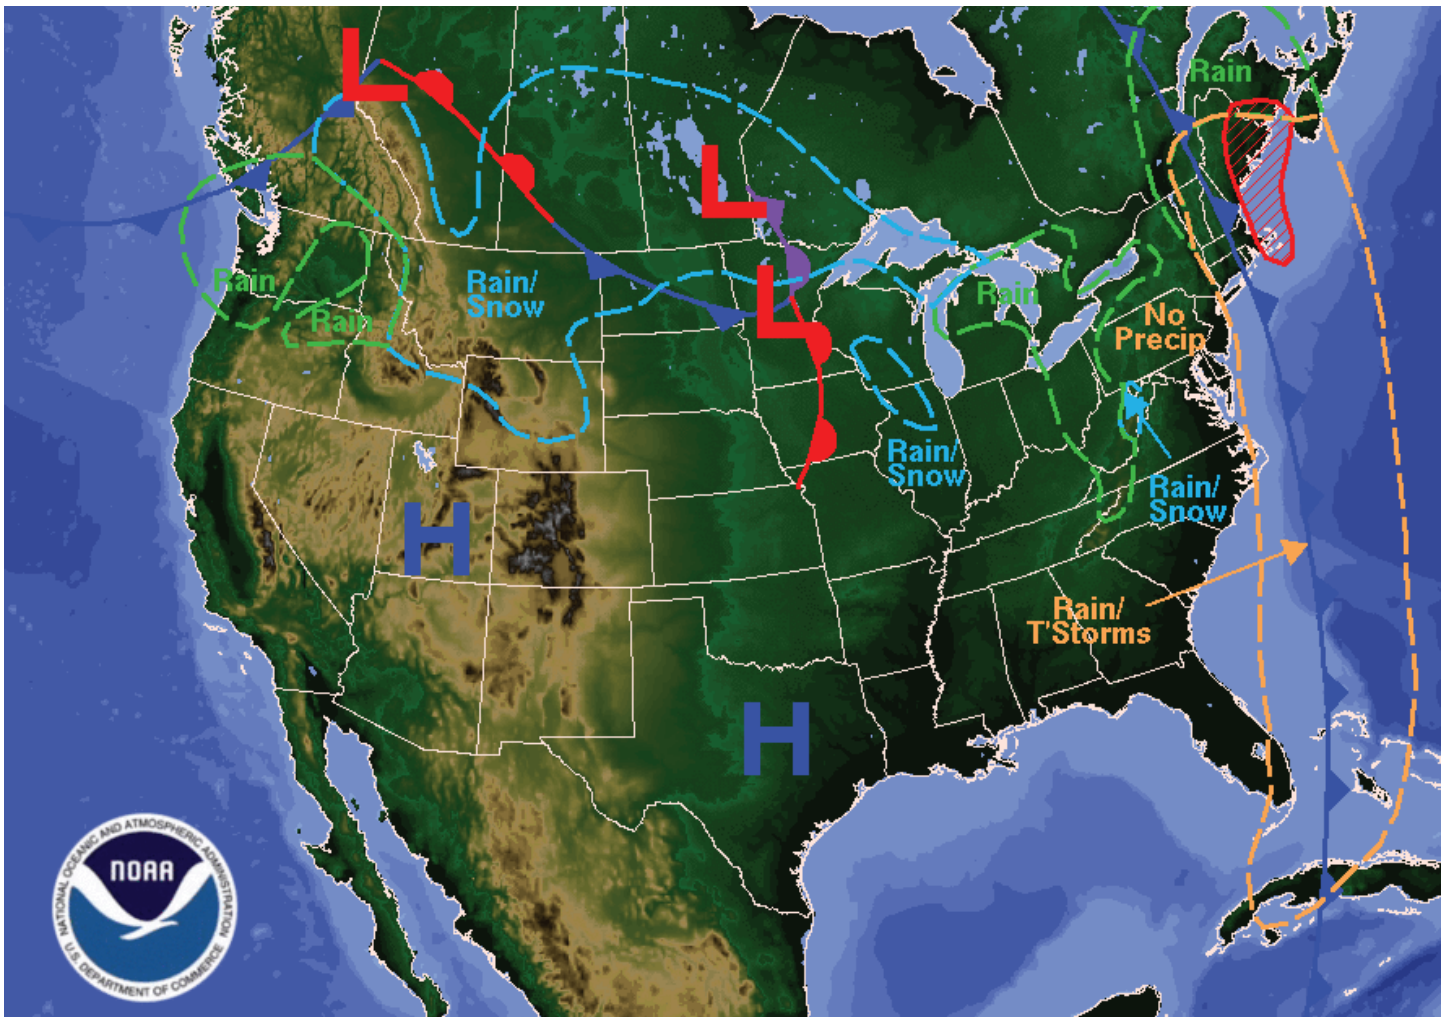 L
Rain
L
Rain/
Snow
Rain
Rain
L
No
Precip
Rain
Rain/
Snow
Rain/
Snow
H
Rain/
T'Storms
H
NATIONAL OCEANIC AND ATMOSPHERIC ADMINISTRATION
NOAA
U.S. DEPARTMENT OF COMMERCE